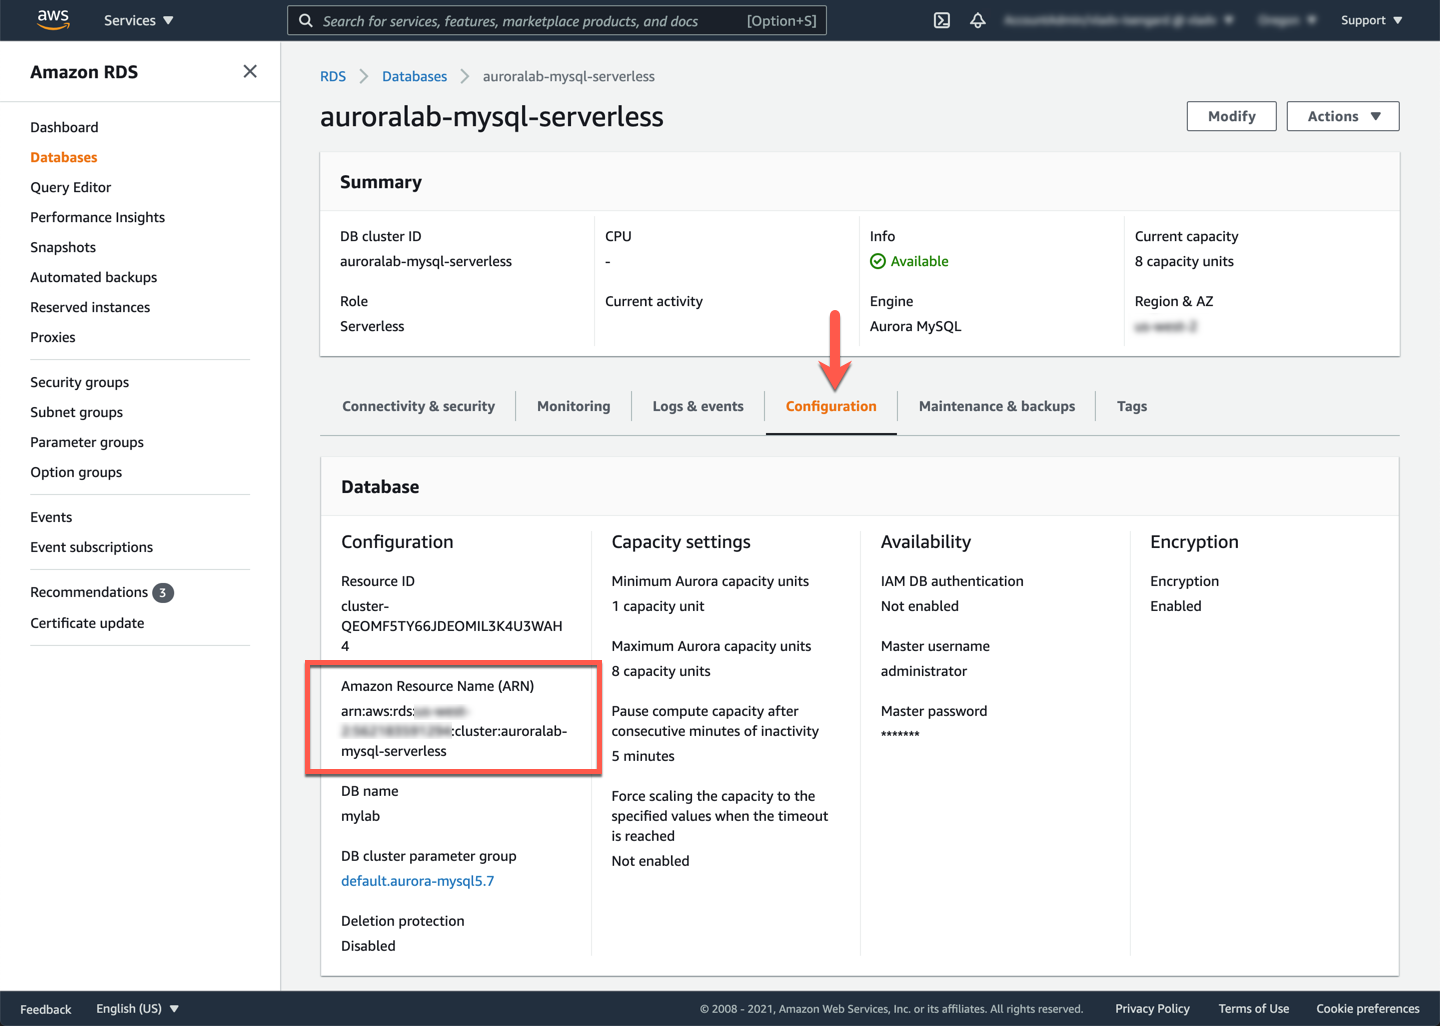 aws
Services
Search for services, features, marketplace products, and docs [Option+S]
Support
Amazon RDS
Dashboard
Databases
Query Editor
Performance Insights
Snapshots
Automated backups
Reserved instances
Proxies
Security groups
Subnet groups
Parameter groups
Option groups
Events
Event subscriptions
Recommendations 3
Certificate update
RDS > Databases > auroralab-mysql-serverless
auroralab-mysql-serverless
Modify
Actions
Summary
DB cluster ID
auroralab-mysql-serverless
Role
Serverless
CPU
-
Current activity
Info
Available
Engine
Aurora MySQL
Current capacity
8 capacity units
Region & AZ
Connectivity & security
Monitoring
Logs & events
Configuration
Maintenance & backups
Tags
Database
Configuration
Resource ID
cluster-
QEOMF5TY66JDEOMIL3K4U3WAH
4
Amazon Resource Name (ARN)
arn:aws:rds:
:cluster:auroralab-
mysql-serverless
DB name
mylab
DB cluster parameter group
default.aurora-mysql5.7
Deletion protection
Disabled
Capacity settings
Minimum Aurora capacity units
1 capacity unit
Maximum Aurora capacity units
8 capacity units
Pause compute capacity after
consecutive minutes of inactivity
5 minutes
Force scaling the capacity to the
specified values when the timeout
is reached
Not enabled
Availability
IAM DB authentication
Not enabled
Master username
administrator
Master password
*******
Encryption
Encryption
Enabled
Feedback
English (US)
© 2008 - 2021, Amazon Web Services, Inc. or its affiliates. All rights reserved.
Privacy Policy
Terms of Use
Cookie preferences